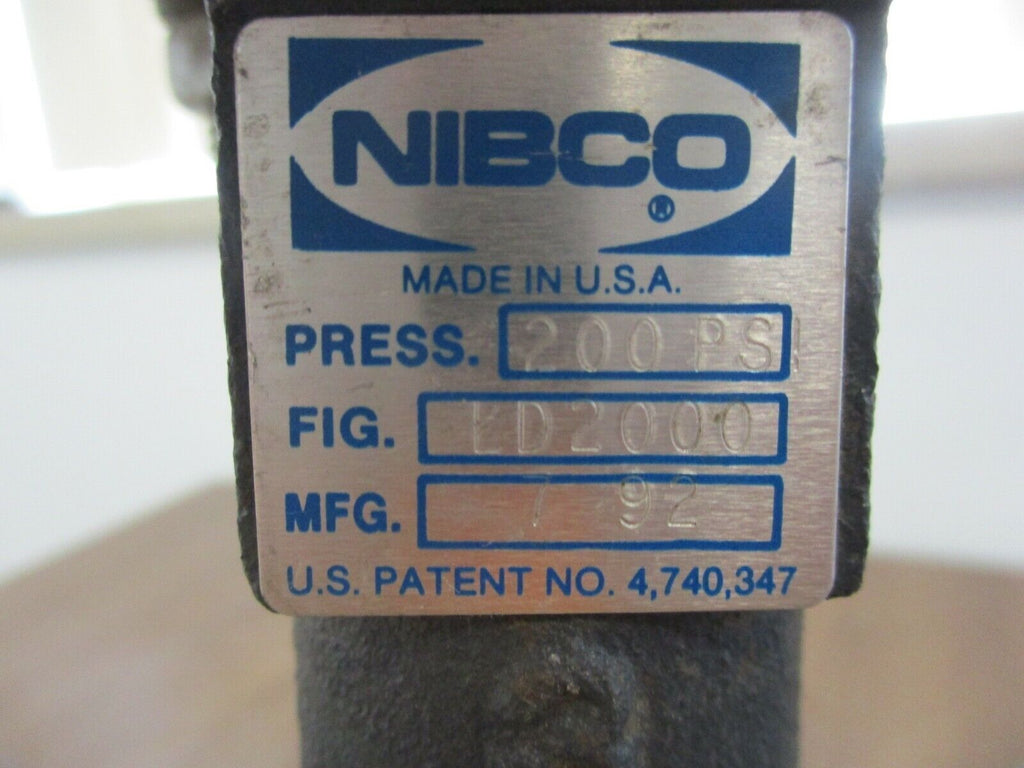 NIBCO
®
MADE IN U.S.A.
PRESS. 200 PSI
FIG. LD2000
MFG. 7 92
U.S. PATENT NO. 4,740,347